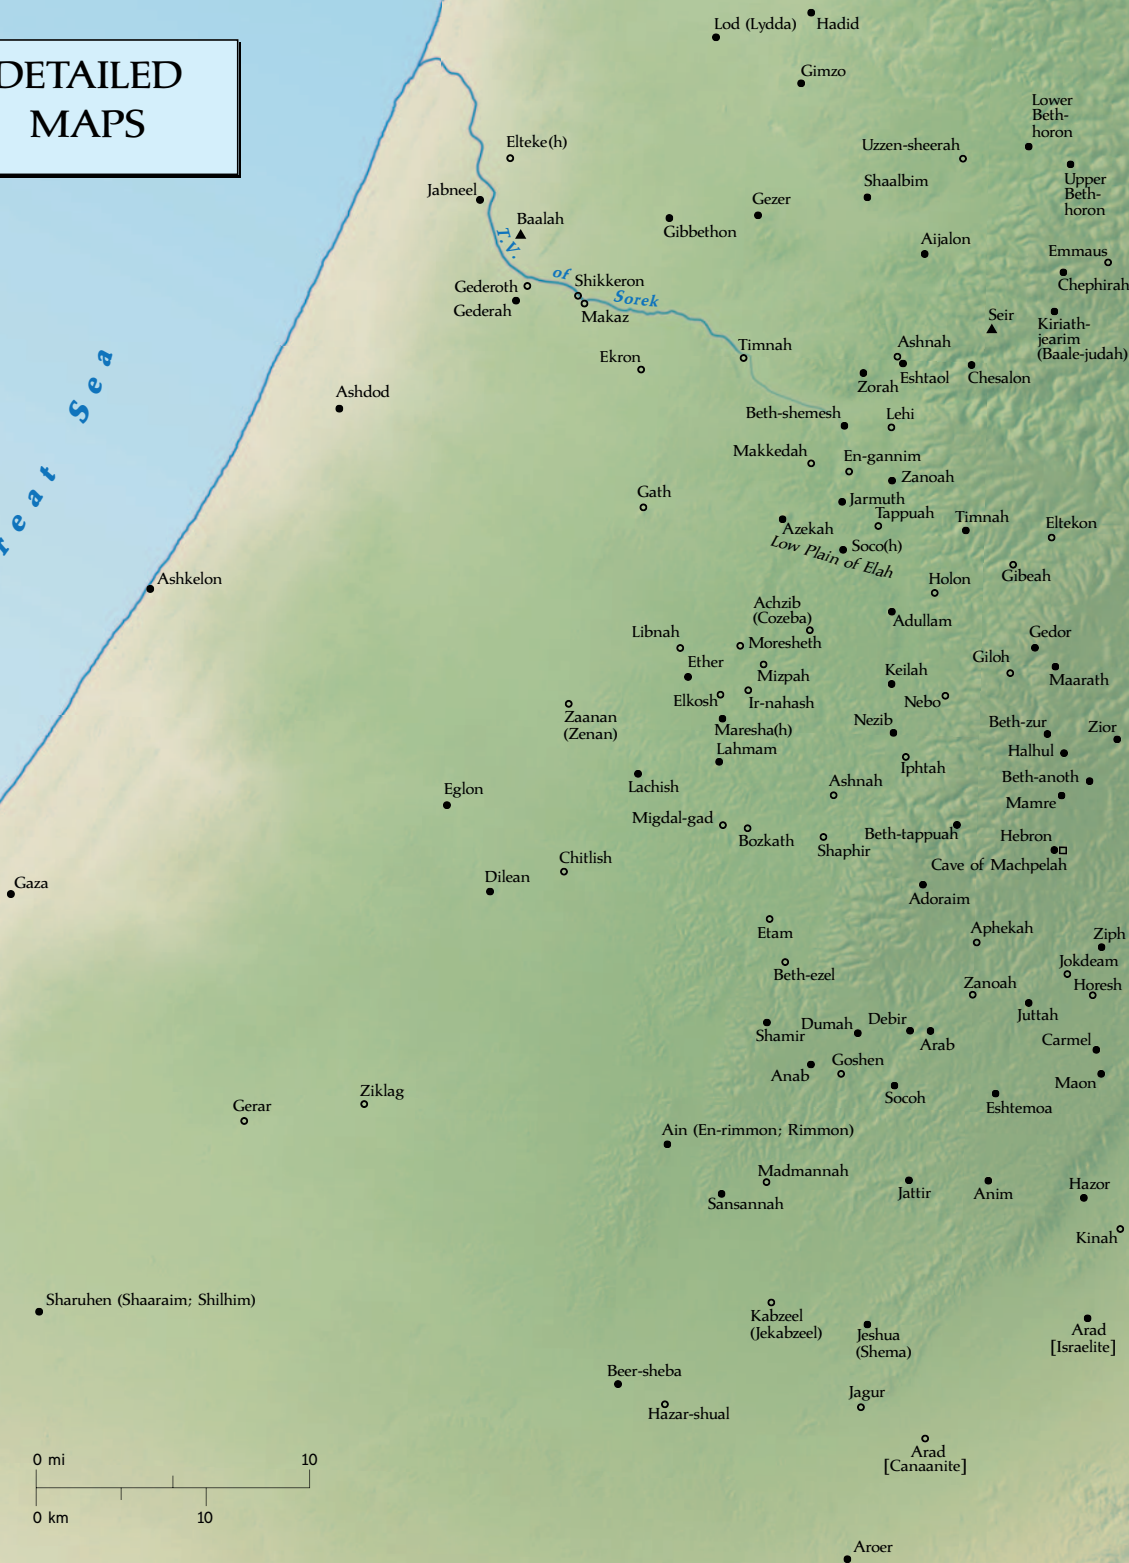 DETAILED
MAPS
Lod (Lydda)
Hadid
Gimzo
Lower
Beth-
horon
Elteke(h)
Uzzen-sheerah
Upper
Beth-
horon
Shaalbim
Jabneel
Gezer
Baalah
Gibbethon
Aijalon
Emmaus
T.V. of Sorek
Chephirah
Gederoth
Shikkeron
Gederah
Makaz
Seir
Kiriath-
jearim
(Baale-judah)
Ekron
Timnah
Ashnah
Eshtaol
Zorah
Chesalon
reat Sea
Ashdod
Beth-shemesh
Lehi
Makkedah
En-gannim
Zanoah
Gath
Jarmuth
Tappuah
Azekah
Timnah
Eltekon
Low Plain of Elah
Soco(h)
Ashkelon
Gibeah
Holon
Achzib
(Cozeba)
Adullam
Libnah
Moresheth
Gedor
Ether
Mizpah
Giloh
Keilah
Maarath
Elkosh
Ir-nahash
Nebo
Zaanan
(Zenan)
Maresha(h)
Nezib
Beth-zur
Zior
Lahmam
Halhul
Iphtah
Lachish
Ashnah
Beth-anoth
Eglon
Mamre
Migdal-gad
Bozkath
Shaphir
Beth-tappuah
Hebron
Chitlish
Cave of Machpelah
Dilean
Gaza
Adoraim
Etam
Aphekah
Ziph
Beth-ezel
Jokdeam
Zanoah
Horesh
Juttah
Shamir
Dumah
Debir
Arab
Carmel
Goshen
Anab
Maon
Ziklag
Socoh
Eshtemoa
Gerar
Ain (En-rimmon; Rimmon)
Madmannah
Sansannah
Jattir
Anim
Hazor
Kinah
Sharuhen (Shaaraim; Shilhim)
Kabzeel
(Jekabzeel)
Jeshua
(Shema)
Arad
[Israelite]
Beer-sheba
Hazar-shual
Jagur
Arad
[Canaanite]
0 mi 10
0 km 10
Aroer